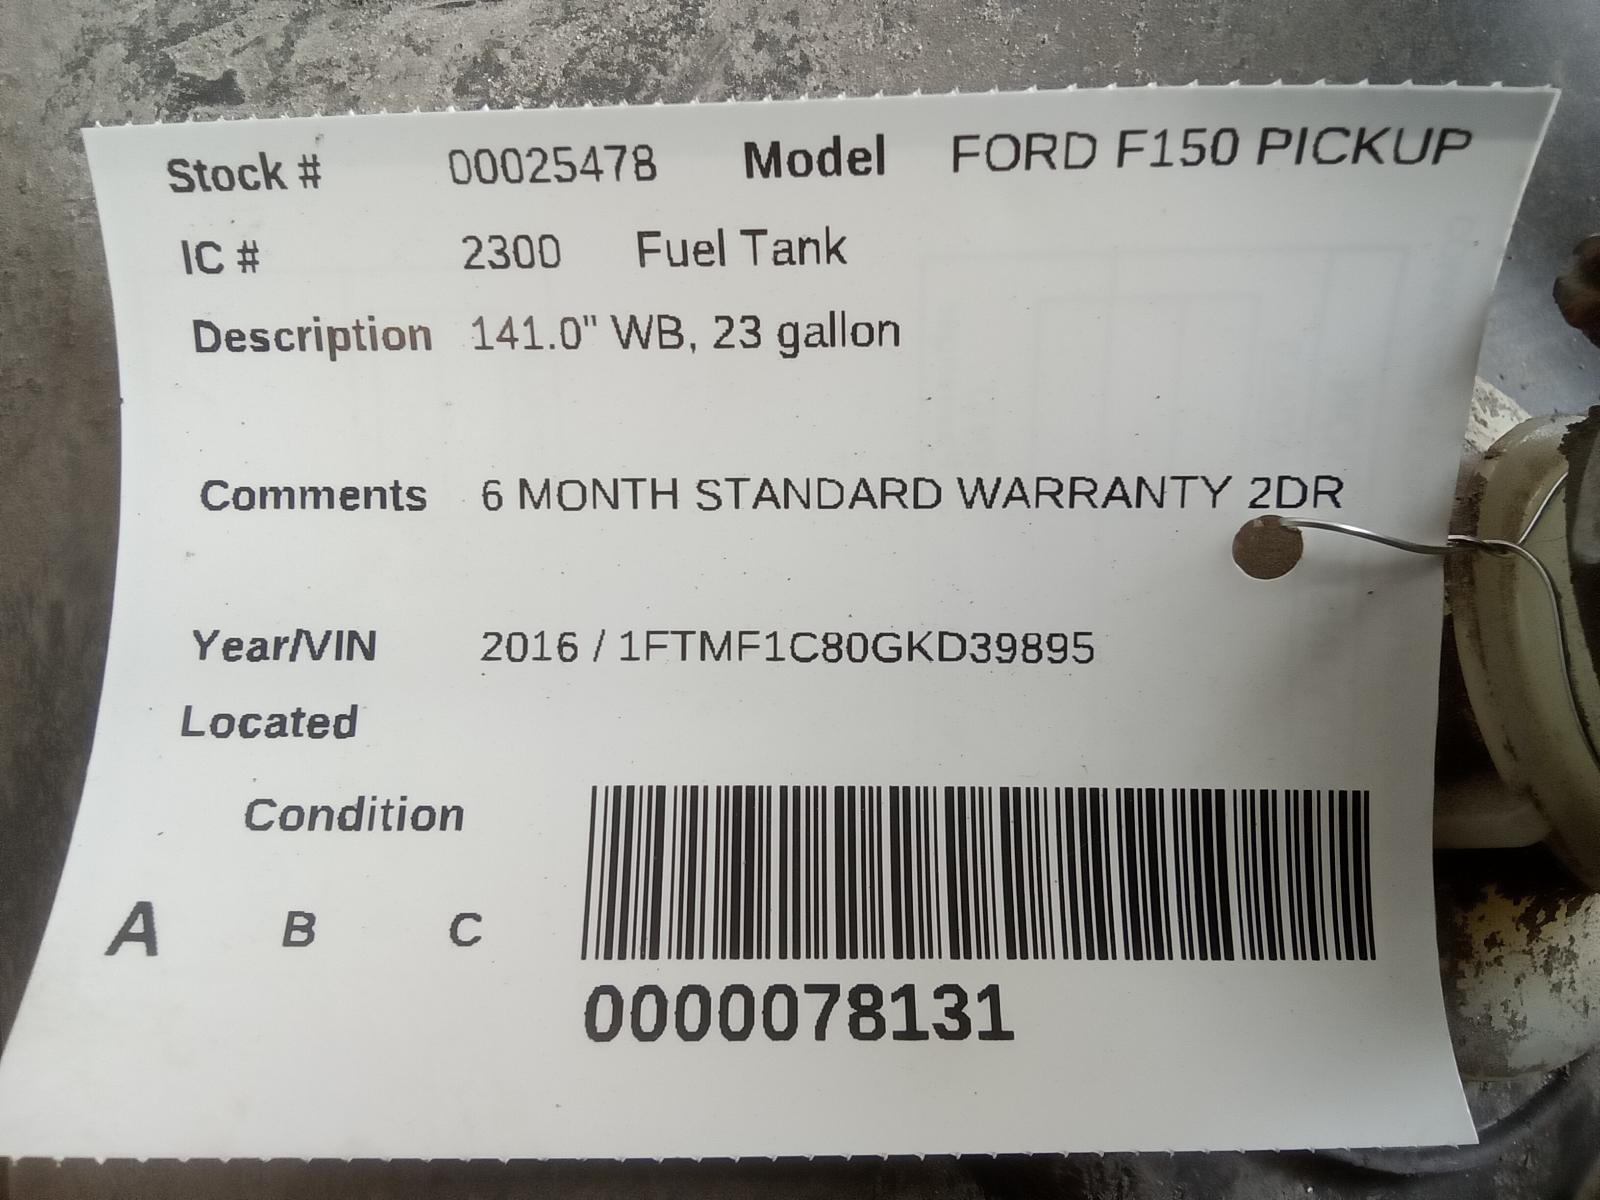 Stock # 00025478 Model FORD F150 PICKUP
IC # 2300 Fuel Tank
Description 141.0" WB, 23 gallon
Comments 6 MONTH STANDARD WARRANTY 2DR
Year/VIN 2016 / 1FTMF1C80GKD39895
Located
Condition
A B C
0000078131